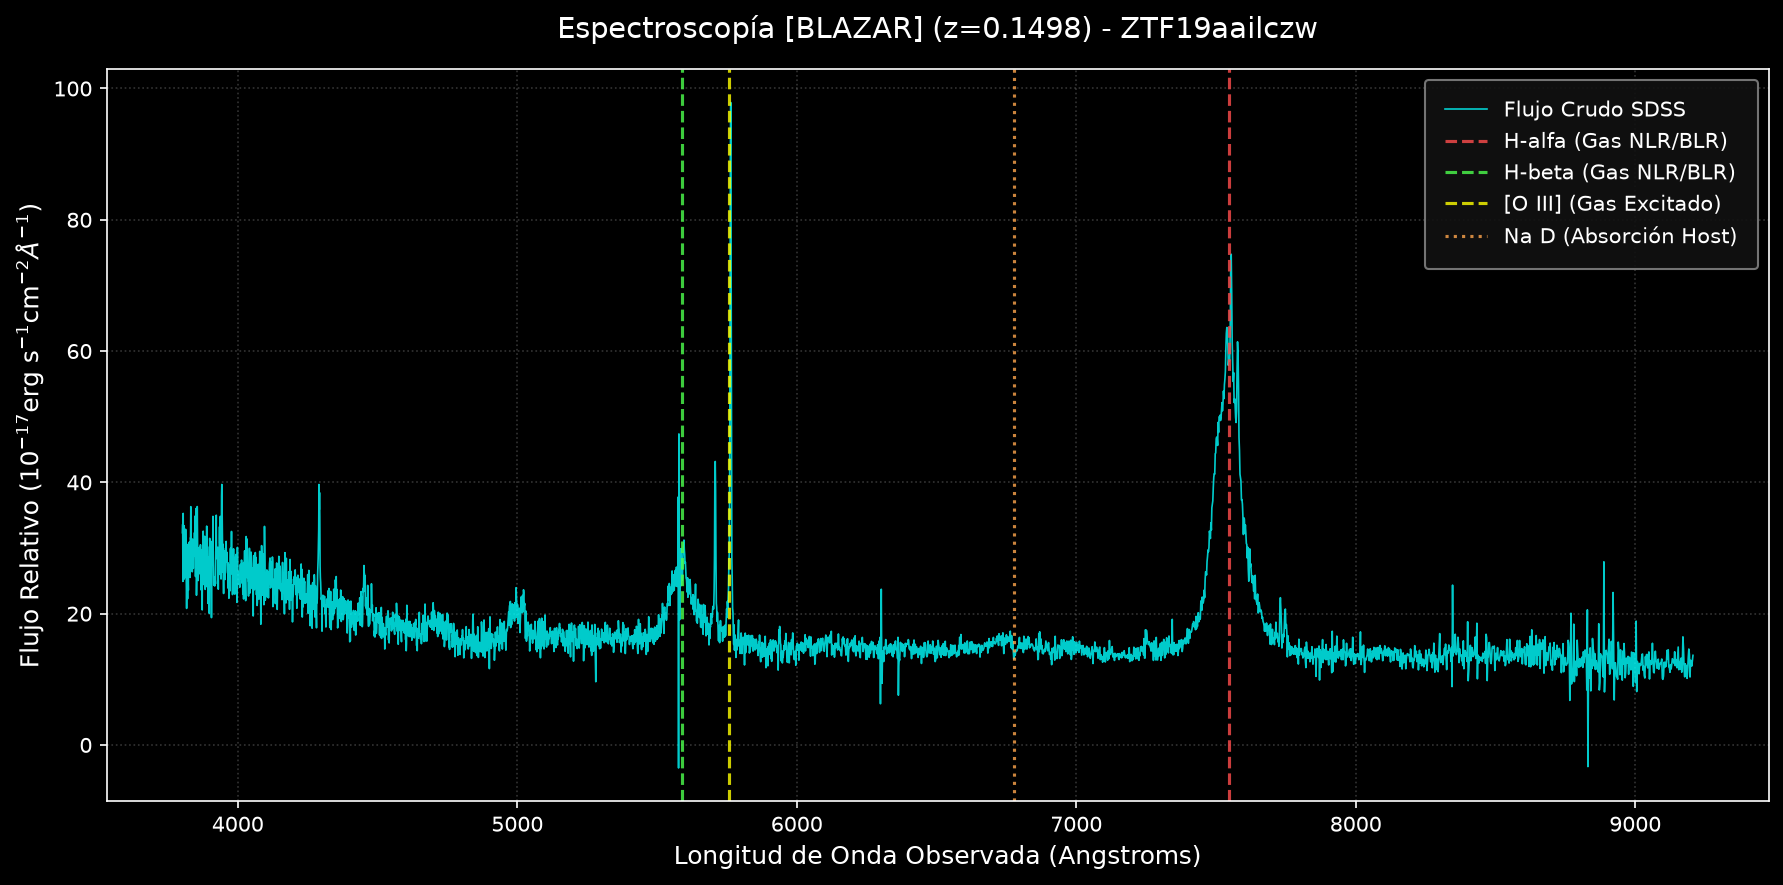 Espectroscopía [BLAZAR] (z=0.1498) - ZTF19aailczw
Flujo Crudo SDSS
H-alfa (Gas NLR/BLR)
H-beta (Gas NLR/BLR)
[O III] (Gas Excitado)
Na D (Absorción Host)
Flujo Relativo (10⁻¹⁷erg s⁻¹cm⁻²Å⁻¹)
100
80
60
40
20
0
4000 5000 6000 7000 8000 9000
Longitud de Onda Observada (Angstroms)